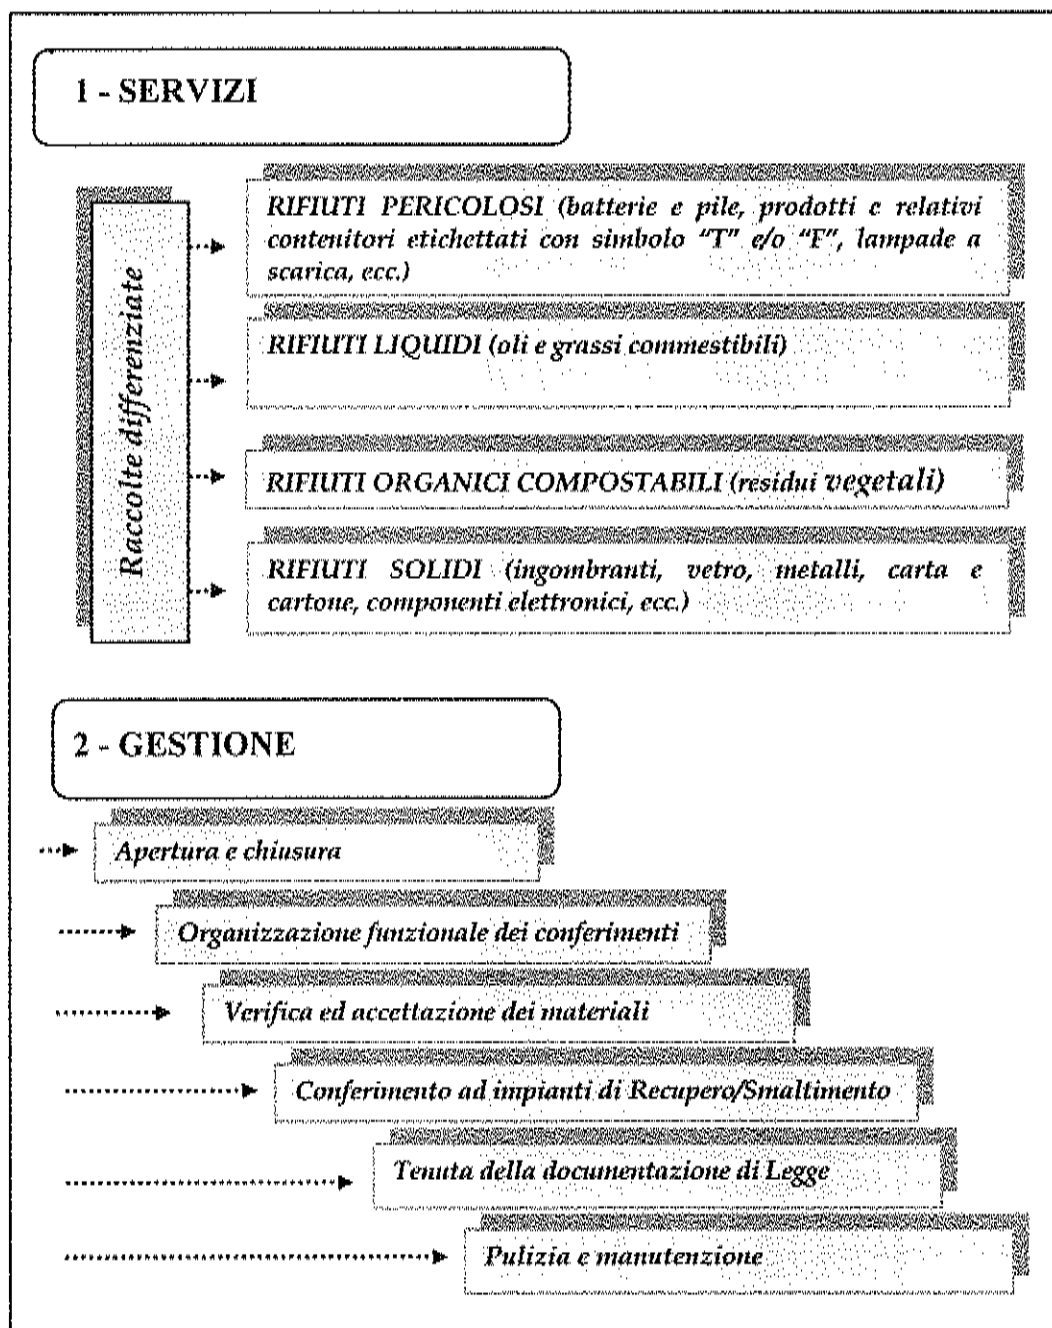 1 - SERVIZI
Raccolte differenziate
RIFIUTI PERICOLOSI (batterie e pile, prodotti e relativi
contenitori etichettati con simbolo "T" e/o "F", lampade a
scarica, ecc.)
RIFIUTI LIQUIDI (oli e grassi commestibili)
RIFIUTI ORGANICI COMPOSTABILI (residui vegetali)
RIFIUTI SOLIDI (ingombranti, vetro, metalli, carta e
cartone, componenti elettronici, ecc.)
2 - GESTIONE
Apertura e chiusura
Organizzazione funzionale dei conferimenti
Verifica ed accettazione dei materiali
Conferimento ad impianti di Recupero/Smaltimento
Tenuta della documentazione di Legge
Pulizia e manutenzione